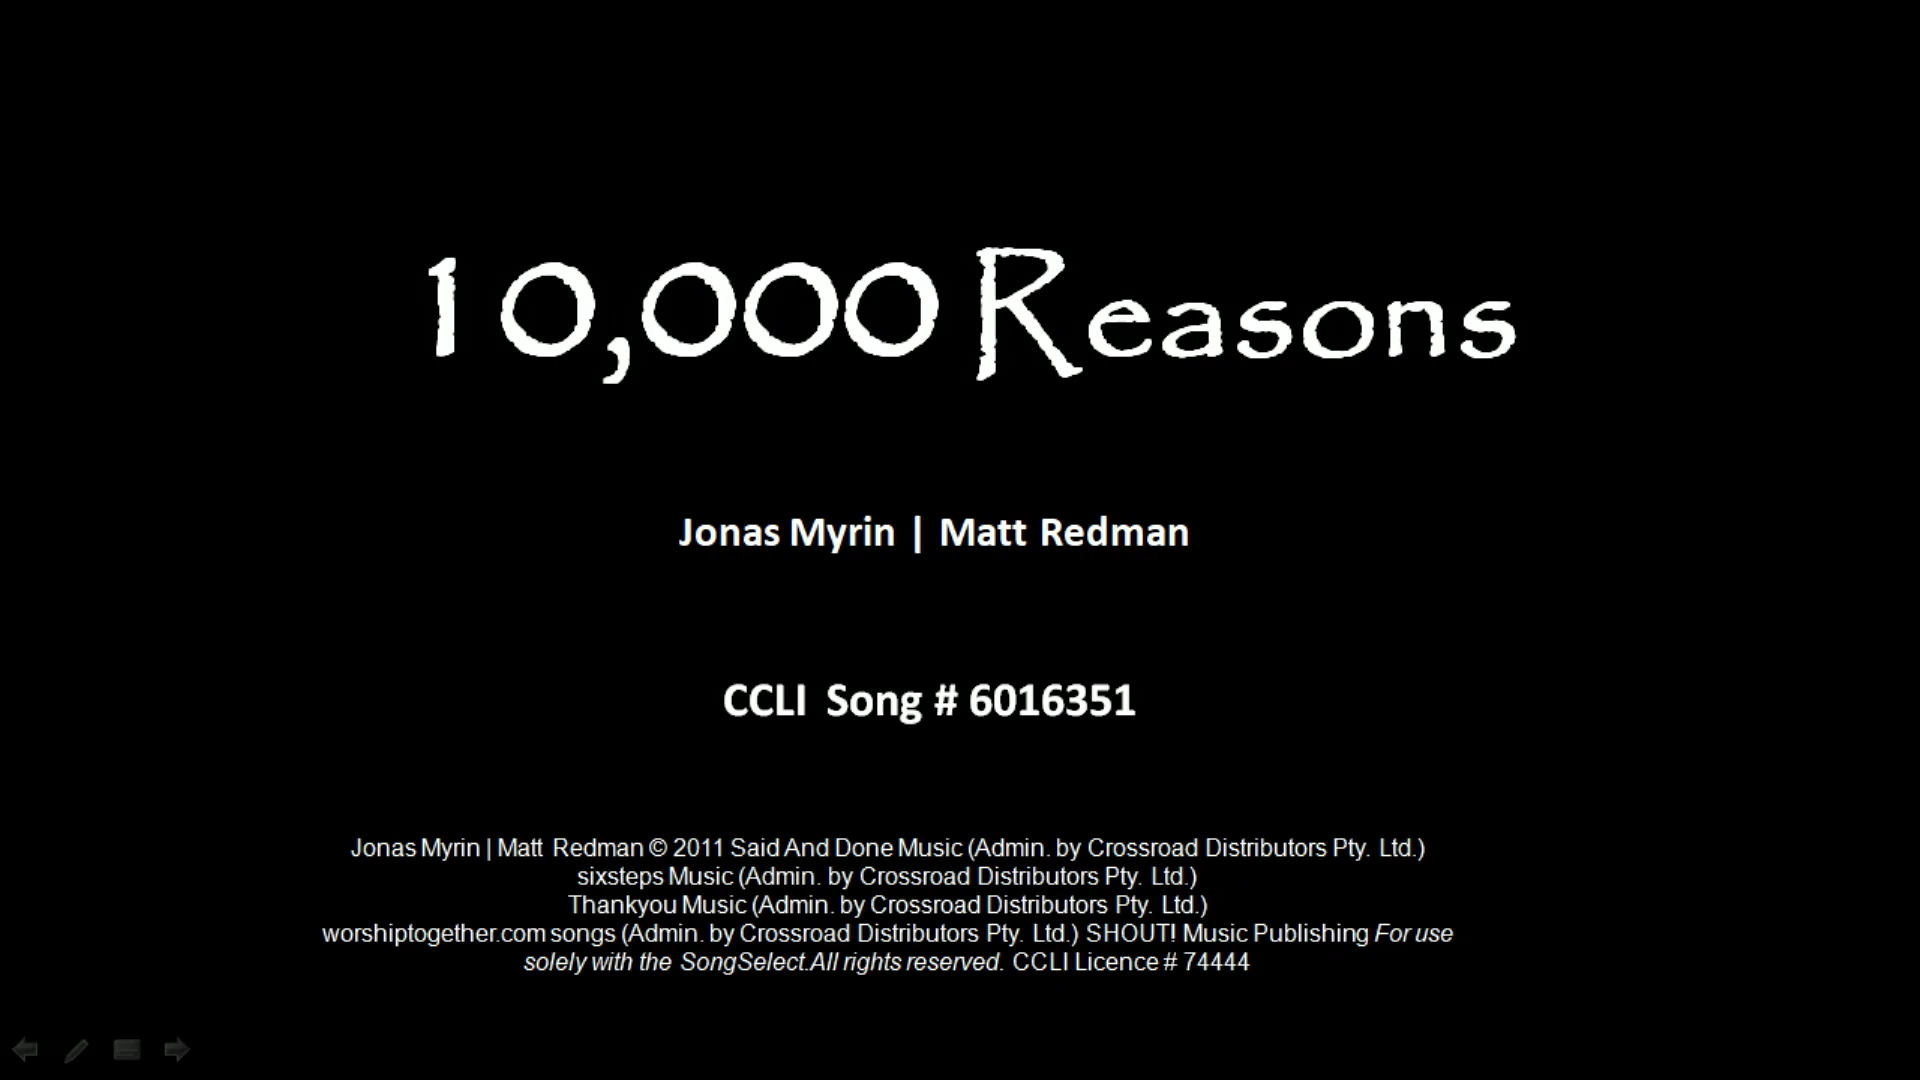 10,000 Reasons
Jonas Myrin | Matt Redman
CCLI Song # 6016351
Jonas Myrin | Matt Redman © 2011 Said And Done Music (Admin. by Crossroad Distributors Pty. Ltd.)
sixsteps Music (Admin. by Crossroad Distributors Pty. Ltd.)
Thankyou Music (Admin. by Crossroad Distributors Pty. Ltd.)
worshiptogether.com songs (Admin. by Crossroad Distributors Pty. Ltd.) SHOUT! Music Publishing For use
solely with the SongSelect.All rights reserved. CCLI Licence # 74444